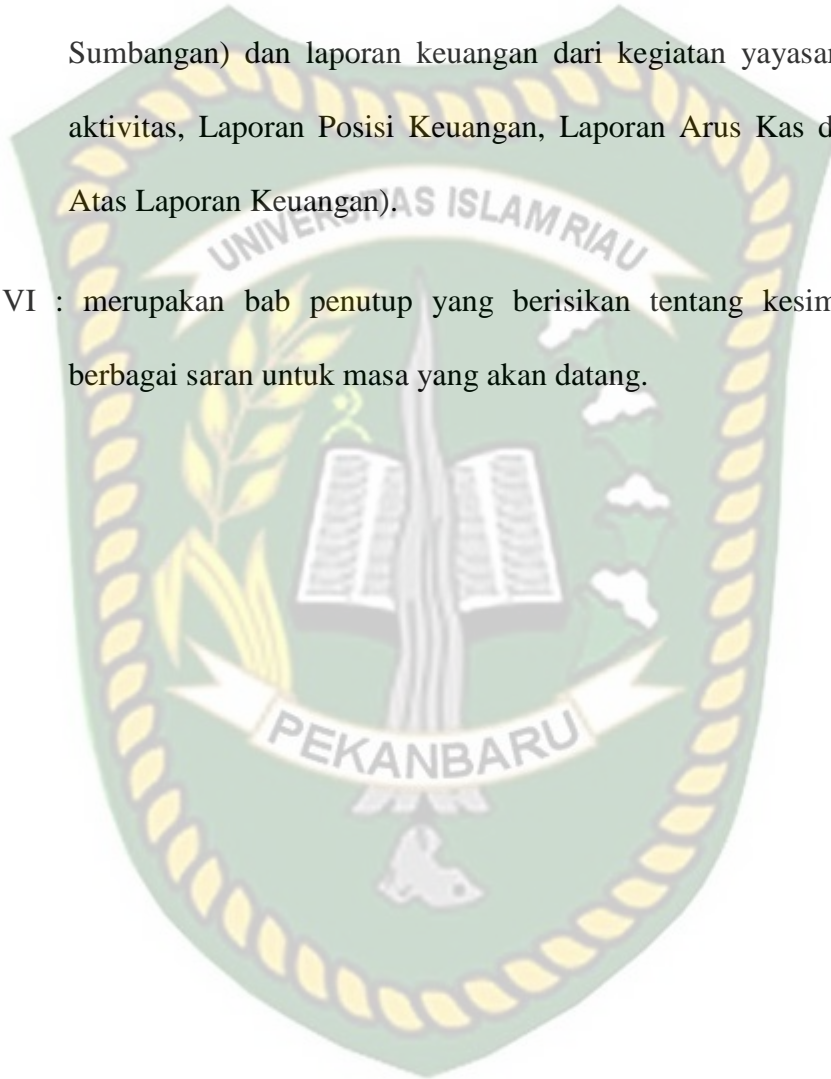 Sumbangan) dan laporan keuangan dari kegiatan yayasan
aktivitas, Laporan Posisi Keuangan, Laporan Arus Kas d
Atas Laporan Keuangan).
UNIVERSITAS ISLAM RIAU
VI : merupakan bab penutup yang berisikan tentang kesim
berbagai saran untuk masa yang akan datang.
PEKANBARU